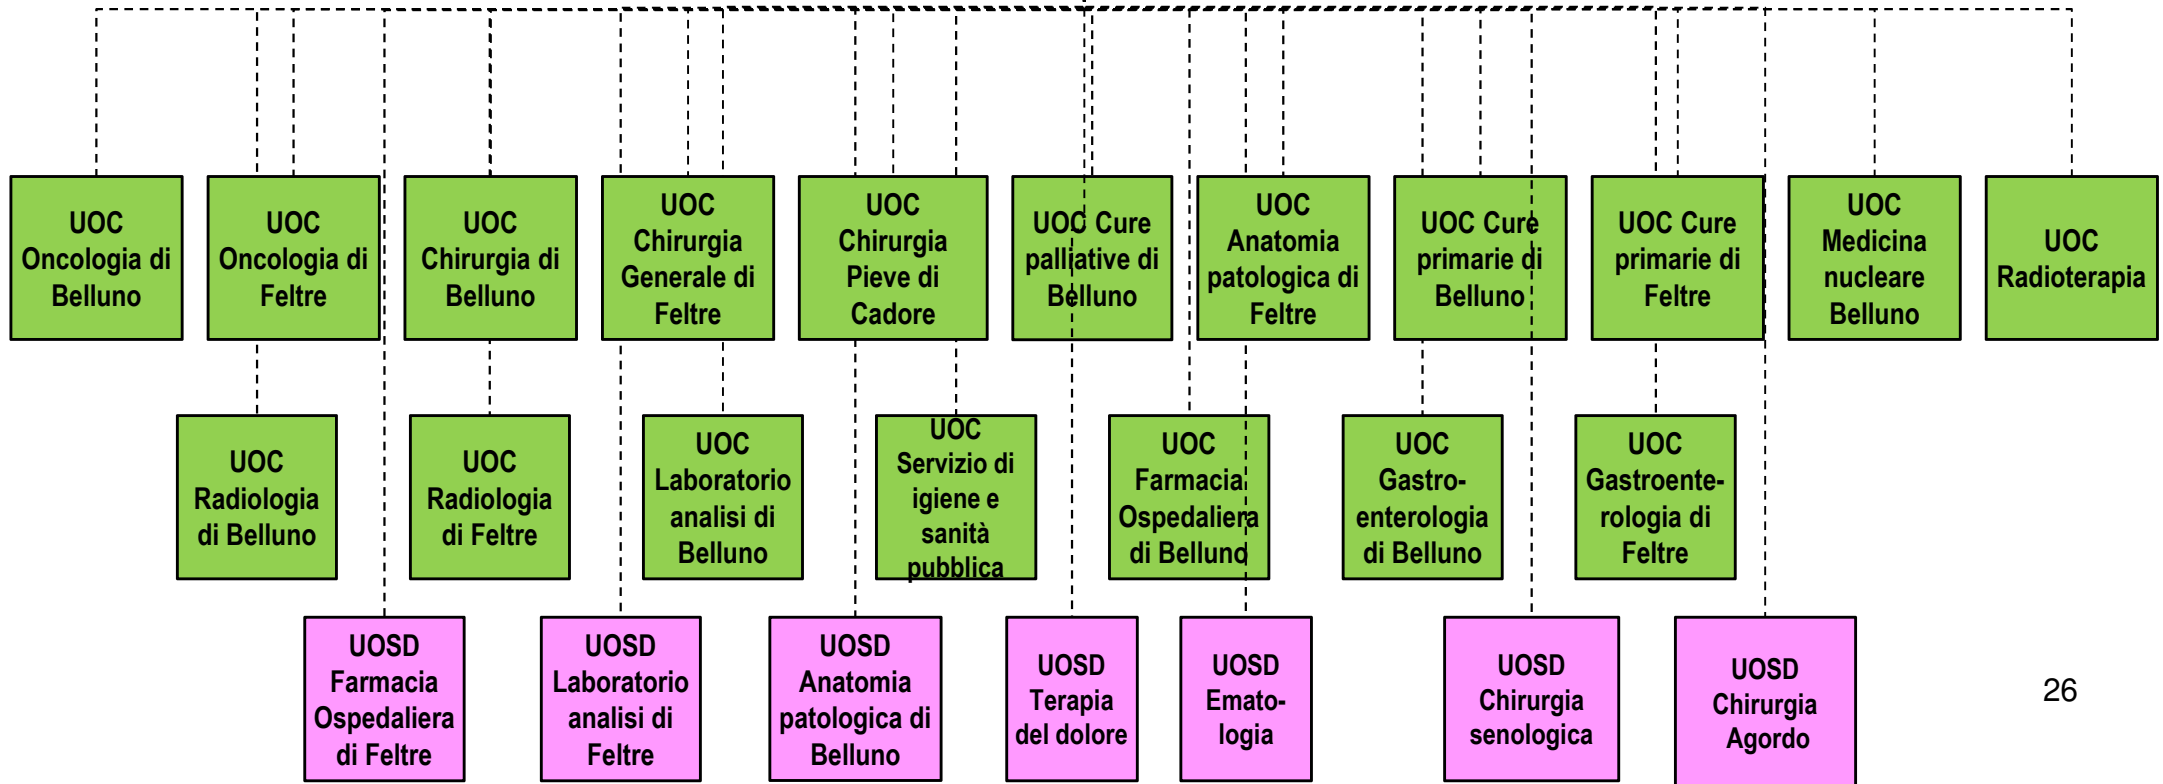 UOC
Oncologia di
Belluno
UOC
Oncologia di
Feltre
UOC
Chirurgia di
Belluno
UOC
Chirurgia
Generale di
Feltre
UOC
Chirurgia
Pieve di
Cadore
UOC Cure
palliative di
Belluno
UOC
Anatomia
patologica di
Feltre
UOC Cure
primarie di
Belluno
UOC Cure
primarie di
Feltre
UOC
Medicina
nucleare
Belluno
UOC
Radioterapia
UOC
Radiologia
di Belluno
UOC
Radiologia
di Feltre
UOC
Laboratorio
analisi di
Belluno
UOC
Servizio di
igiene e
sanità
pubblica
UOC
Farmacia
Ospedaliera
di Belluno
UOC
Gastro-
enterologia
di Belluno
UOC
Gastroente-
rologia di
Feltre
UOSD
Farmacia
Ospedaliera
di Feltre
UOSD
Laboratorio
analisi di
Feltre
UOSD
Anatomia
patologica di
Belluno
UOSD
Terapia
del dolore
UOSD
Emato-
logia
UOSD
Chirurgia
senologica
UOSD
Chirurgia
Agordo
26